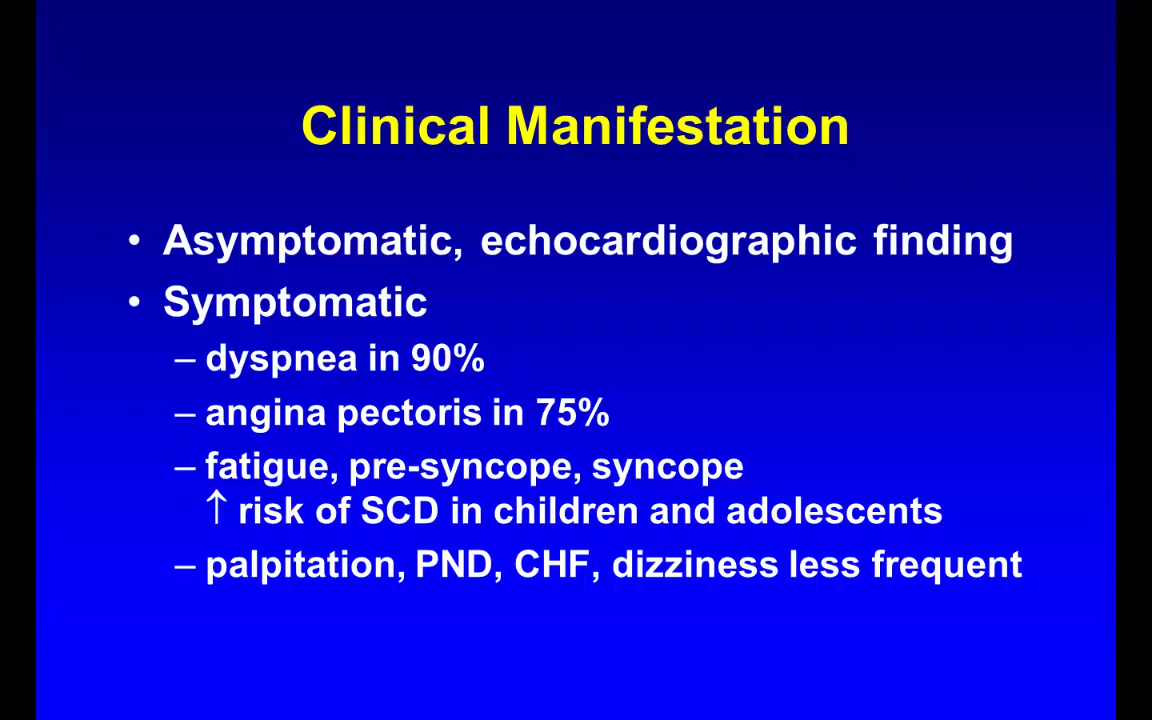 Clinical Manifestation
• Asymptomatic, echocardiographic finding
• Symptomatic
– dyspnea in 90%
– angina pectoris in 75%
– fatigue, pre-syncope, syncope
↑ risk of SCD in children and adolescents
– palpitation, PND, CHF, dizziness less frequent